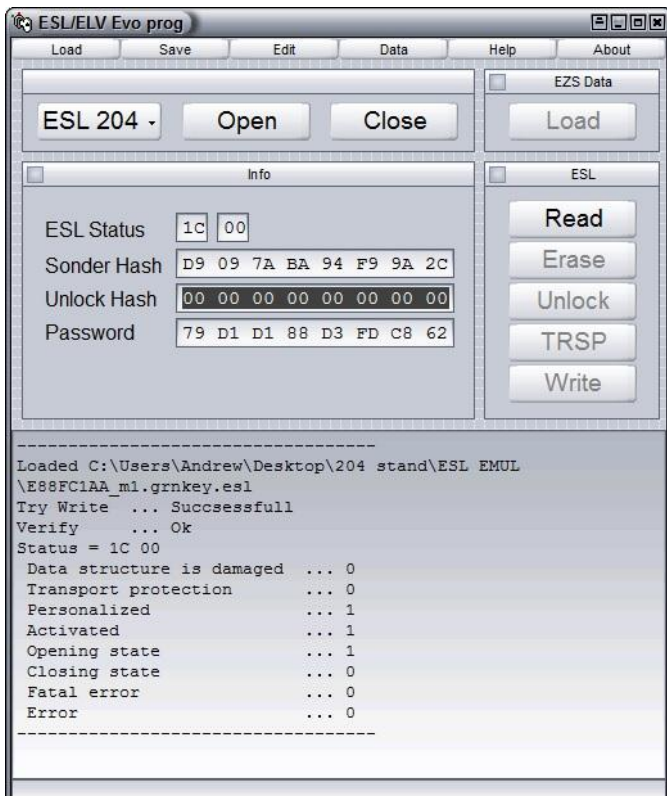 ESL/ELV Evo prog
Load Save Edit Data Help About
EZS Data
ESL 204 Open Close Load
Info
ESL
ESL Status 1C 00
Sonder Hash D9 09 7A BA 94 F9 9A 2C
Unlock Hash 00 00 00 00 00 00 00 00
Password 79 D1 D1 88 D3 FD C8 62
Read
Erase
Unlock
TRSP
Write
-----------------------------------
Loaded C:\Users\Andrew\Desktop\204 stand\ESL EMUL
\E88FC1AA_m1.grnkey.esl
Try Write ... Succsessfull
Verify ... Ok
Status = 1C 00
Data structure is damaged ... 0
Transport protection ... 0
Personalized ... 1
Activated ... 1
Opening state ... 1
Closing state ... 0
Fatal error ... 0
Error ... 0
-----------------------------------